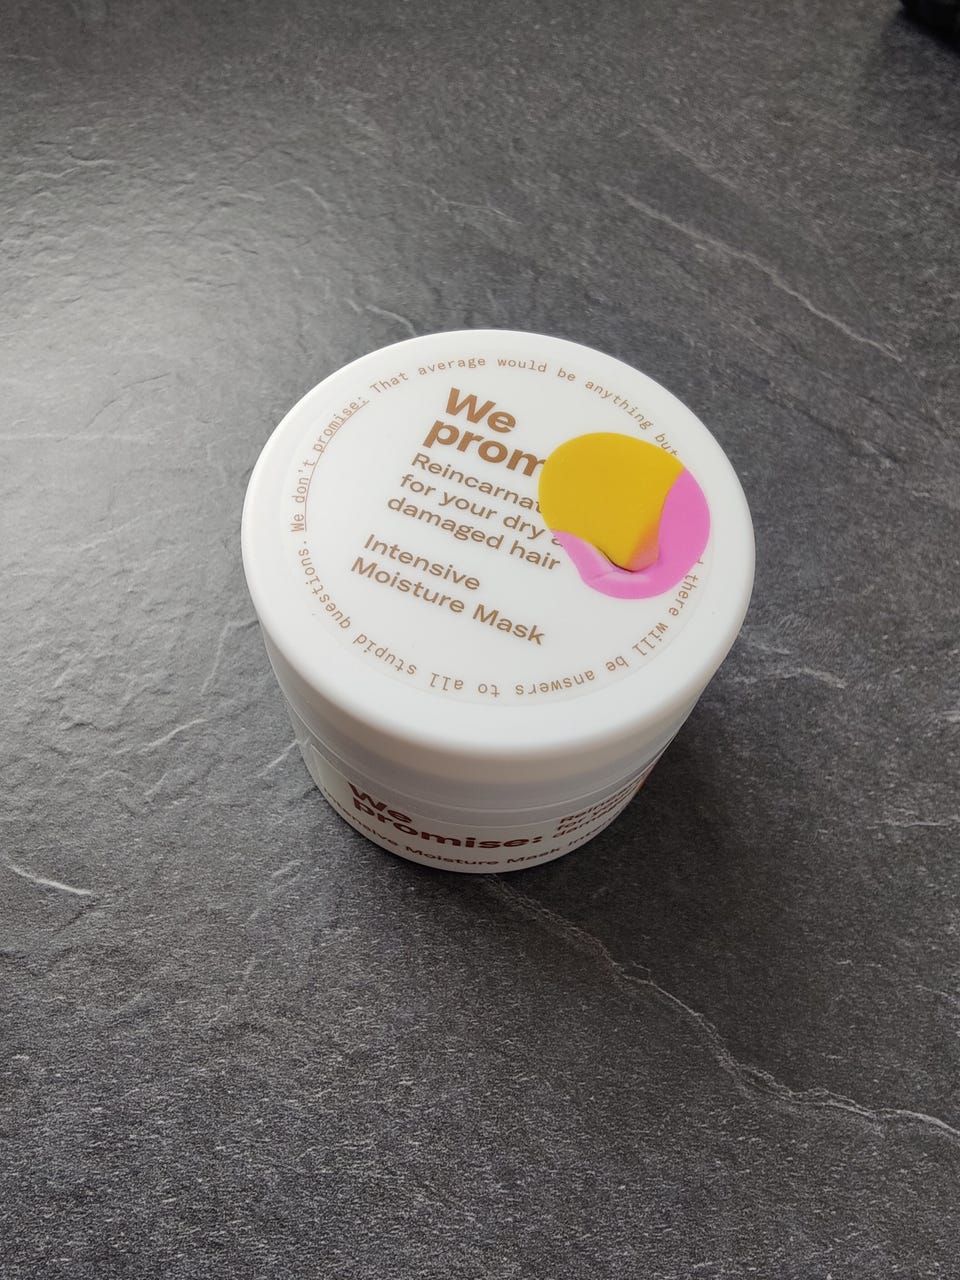 We
prom
Reincarnat
for your dry
damaged hair
Intensive
Moisture Mask
We don't promise: That average would be anything but
there will be answers to all stupid questions.
We
promise:
Intensive Moisture Mask